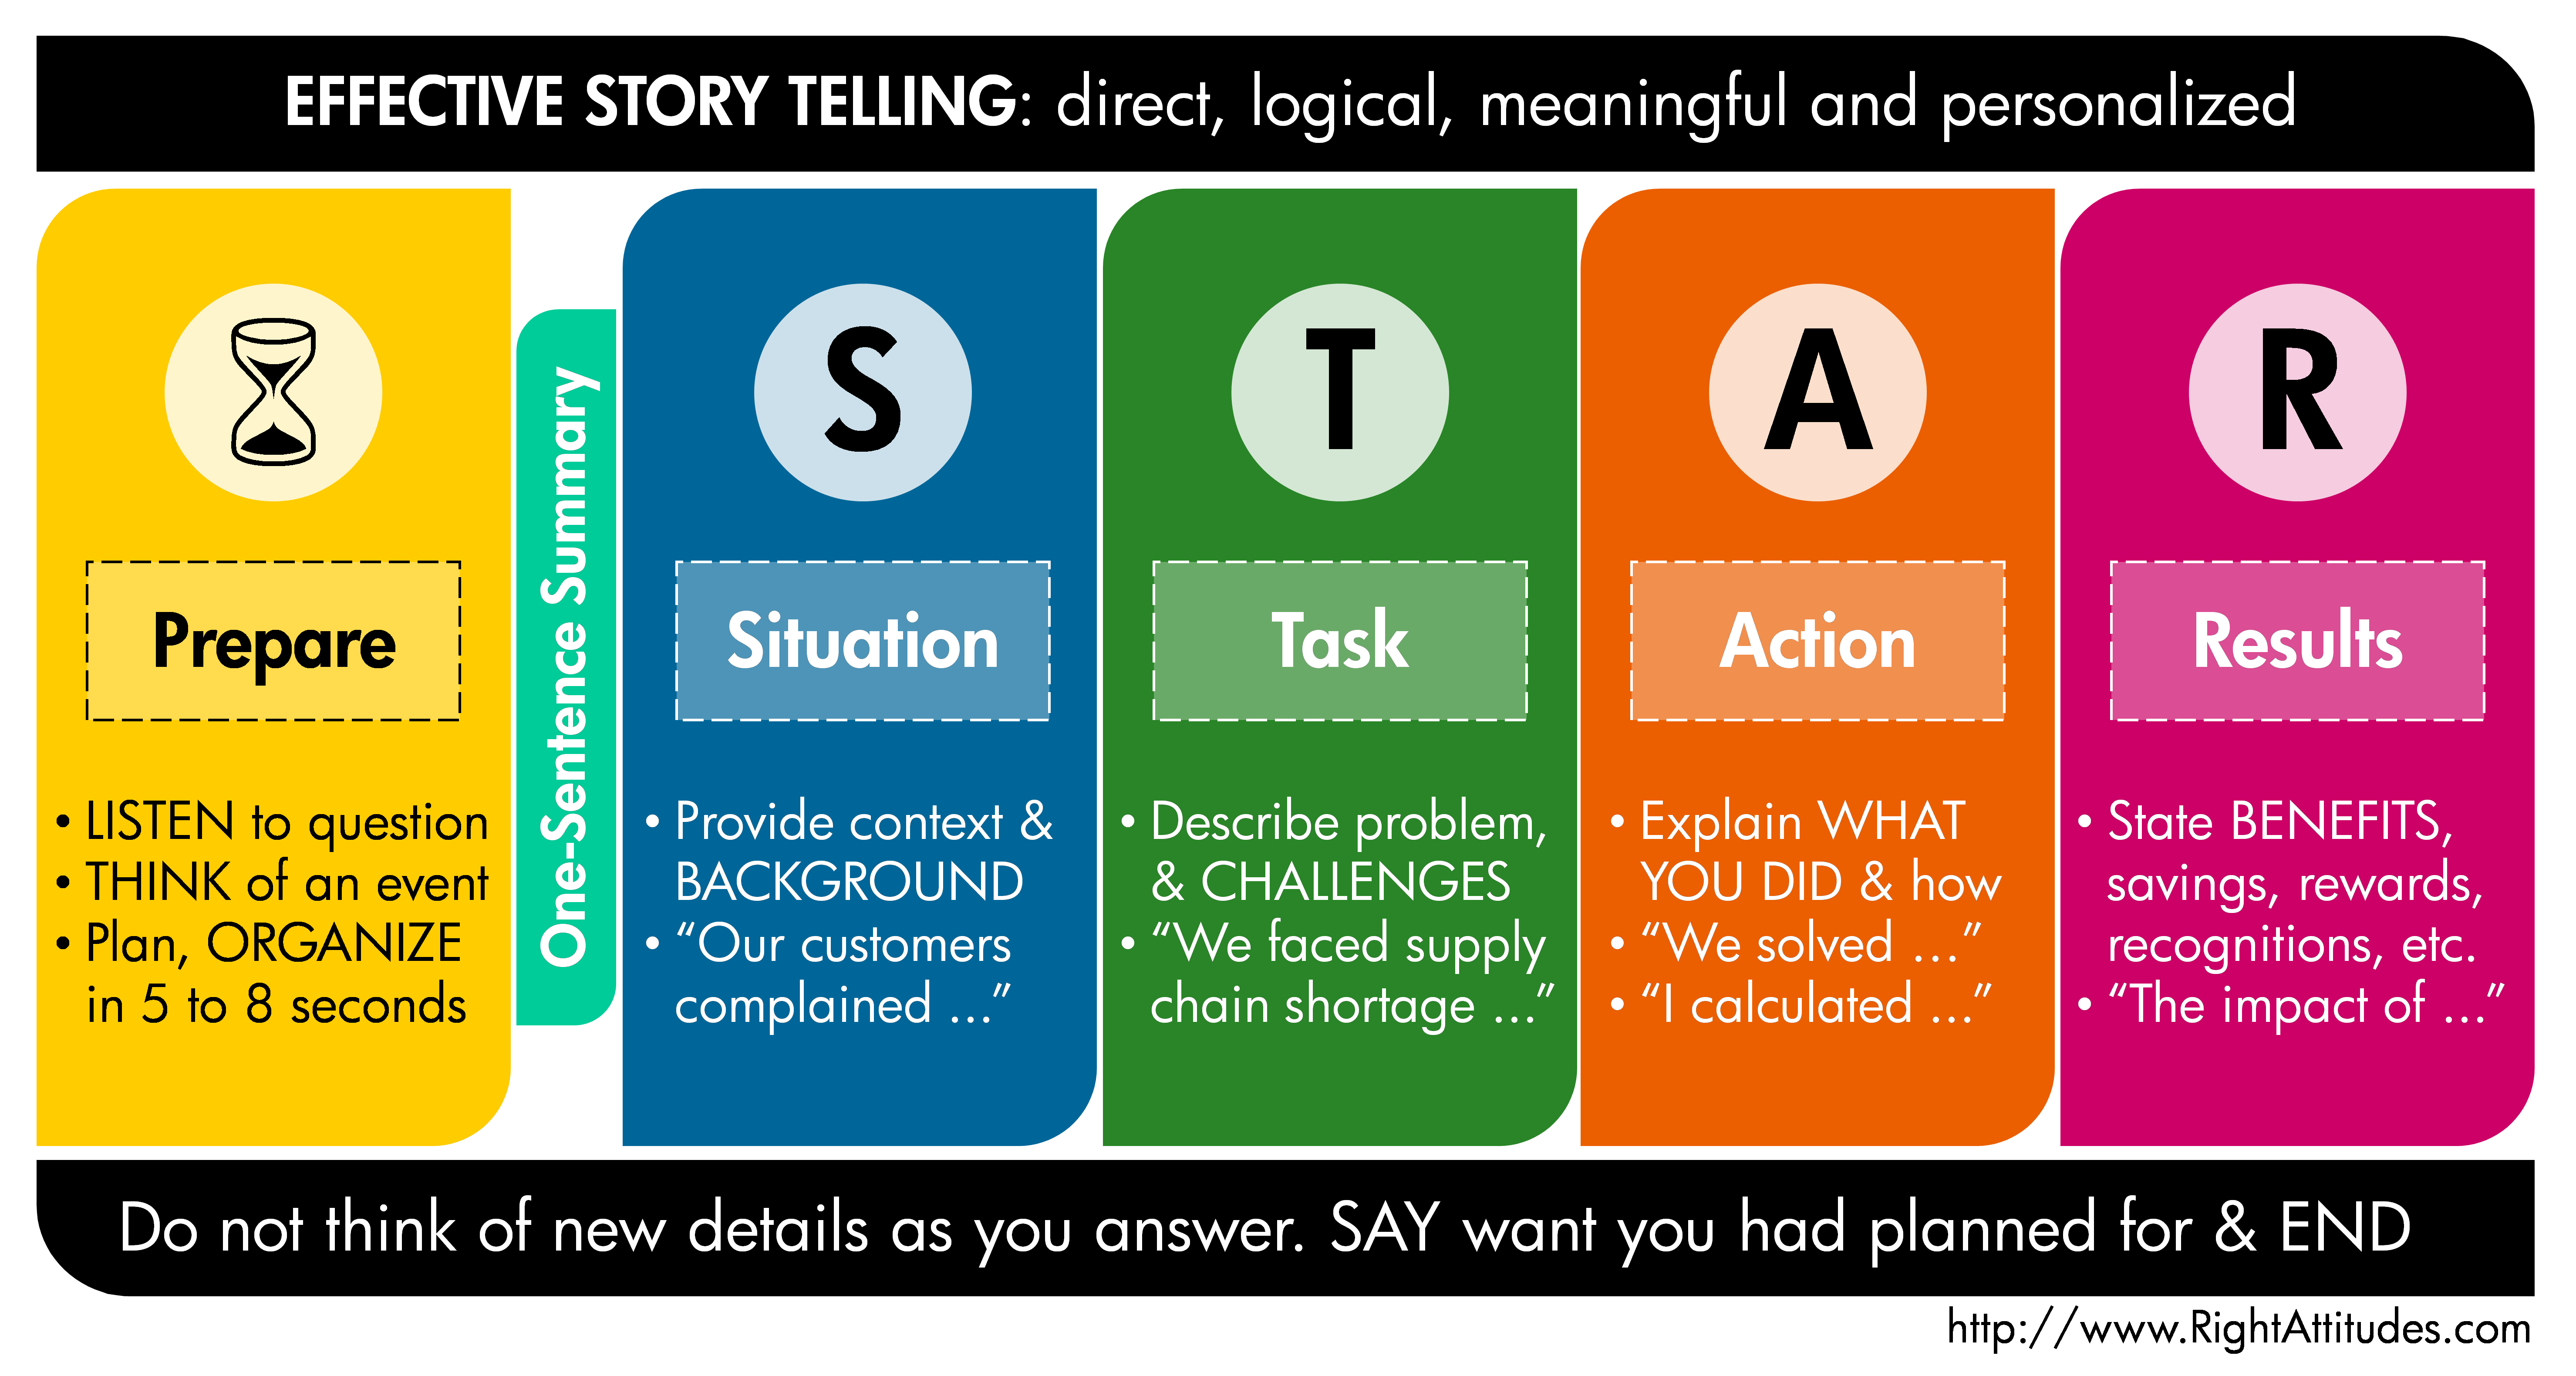 EFFECTIVE STORY TELLING: direct, logical, meaningful and personalized
Prepare
• LISTEN to question
• THINK of an event
• Plan, ORGANIZE
in 5 to 8 seconds
One-Sentence Summary
S
Situation
• Provide context &
BACKGROUND
• “Our customers
complained ...”
T
Task
• Describe problem,
& CHALLENGES
• “We faced supply
chain shortage ...”
A
Action
• Explain WHAT
YOU DID & how
• “We solved ...”
• “I calculated ...”
R
Results
• State BENEFITS,
savings, rewards,
recognitions, etc.
• “The impact of ...”
Do not think of new details as you answer. SAY want you had planned for & END
http://www.RightAttitudes.com